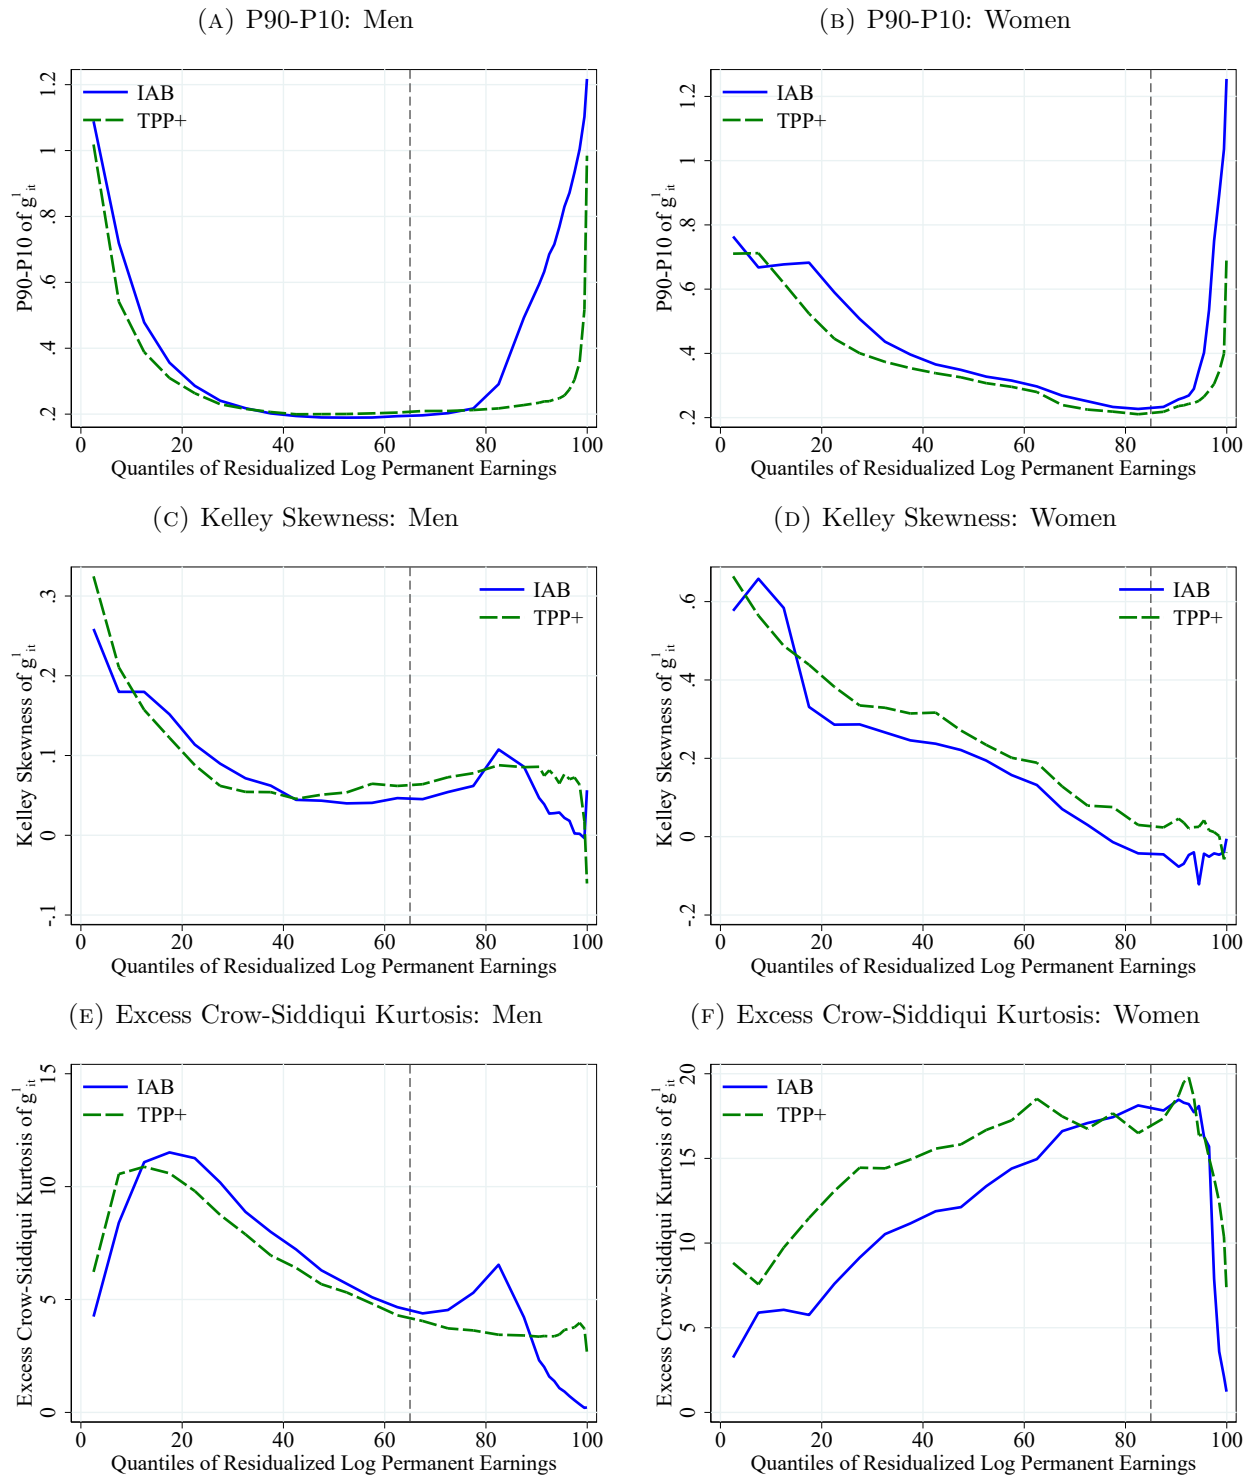 (A) P90-P10: Men
P90-P10 of g¹ᵢₜ
1.2
1
.8
.6
.4
.2
IAB
TPP+
0 20 40 60 80 100
Quantiles of Residualized Log Permanent Earnings
(B) P90-P10: Women
P90-P10 of g¹ᵢₜ
1.2
1
.8
.6
.4
.2
IAB
TPP+
0 20 40 60 80 100
Quantiles of Residualized Log Permanent Earnings
(C) Kelley Skewness: Men
Kelley Skewness of g¹ᵢₜ
.3
.2
.1
0
-.1
IAB
TPP+
0 20 40 60 80 100
Quantiles of Residualized Log Permanent Earnings
(D) Kelley Skewness: Women
Kelley Skewness of g¹ᵢₜ
.6
.4
.2
0
-.2
IAB
TPP+
0 20 40 60 80 100
Quantiles of Residualized Log Permanent Earnings
(E) Excess Crow-Siddiqui Kurtosis: Men
Excess Crow-Siddiqui Kurtosis of g¹ᵢₜ
15
10
5
0
IAB
TPP+
0 20 40 60 80 100
Quantiles of Residualized Log Permanent Earnings
(F) Excess Crow-Siddiqui Kurtosis: Women
Excess Crow-Siddiqui Kurtosis of g¹ᵢₜ
20
15
10
5
0
IAB
TPP+
0 20 40 60 80 100
Quantiles of Residualized Log Permanent Earnings